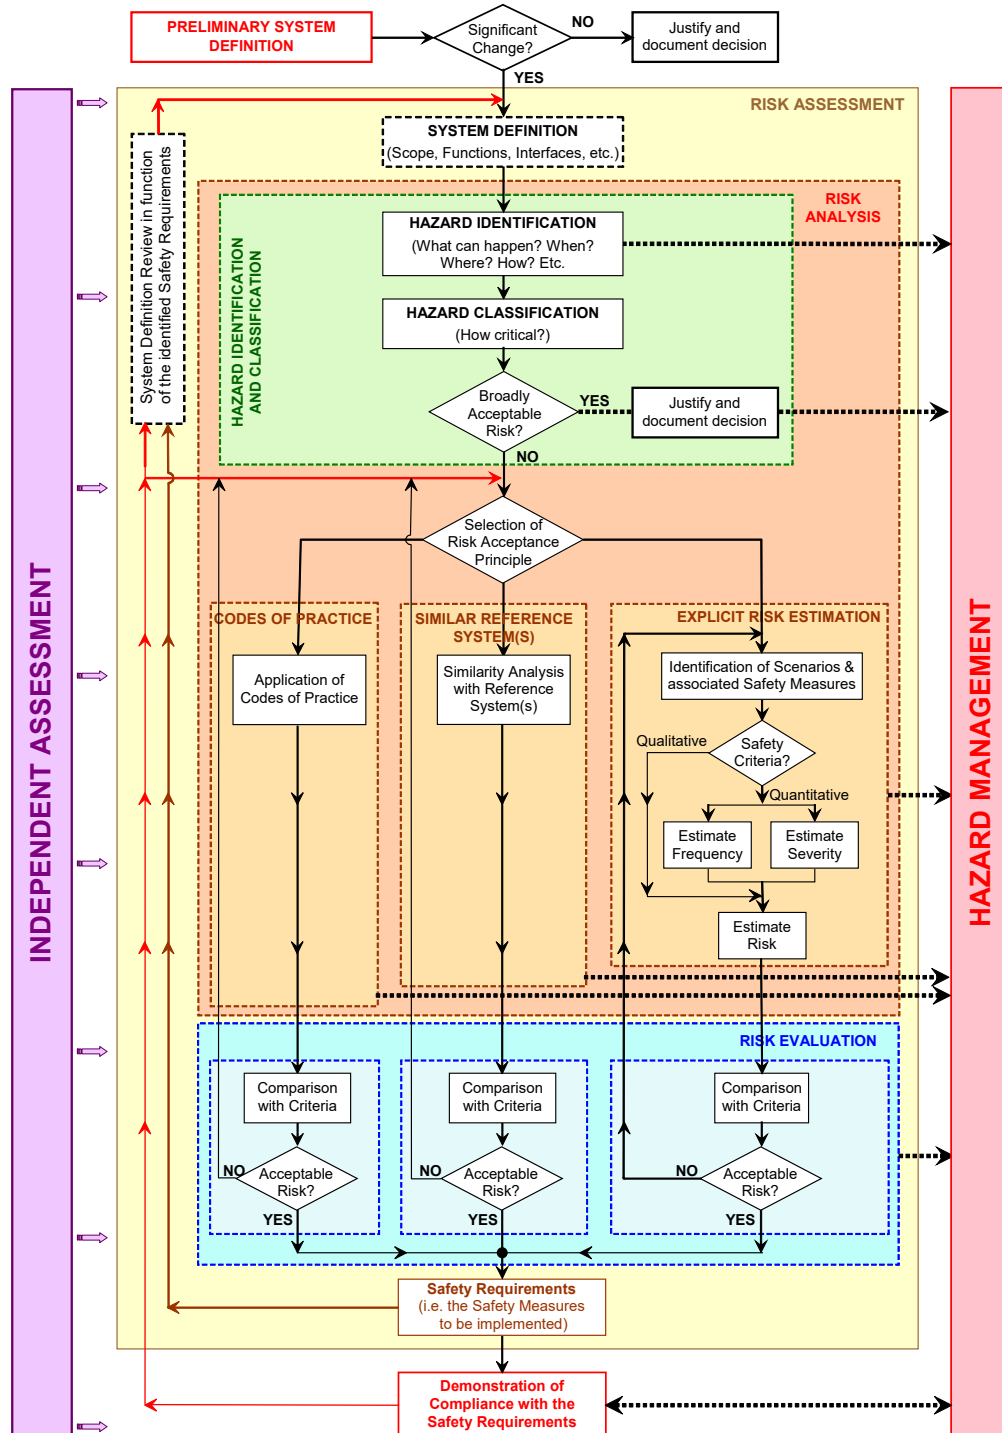 PRELIMINARY SYSTEM
DEFINITION
Significant
Change?
NO
Justify and
document decision
YES
INDEPENDENT ASSESSMENT
HAZARD MANAGEMENT
RISK ASSESSMENT
System Definition Review in function
of the identified Safety Requirements
SYSTEM DEFINITION
(Scope, Functions, Interfaces, etc.)
RISK
ANALYSIS
HAZARD IDENTIFICATION
AND CLASSIFICATION
HAZARD IDENTIFICATION
(What can happen? When?
Where? How? Etc.
HAZARD CLASSIFICATION
(How critical?)
Broadly
Acceptable
Risk?
YES
Justify and
document decision
NO
Selection of
Risk Acceptance
Principle
CODES OF PRACTICE
Application of
Codes of Practice
SIMILAR REFERENCE
SYSTEM(S)
Similarity Analysis
with Reference
System(s)
EXPLICIT RISK ESTIMATION
Identification of Scenarios &
associated Safety Measures
Qualitative
Safety
Criteria?
Quantitative
Estimate
Frequency
Estimate
Severity
Estimate
Risk
RISK EVALUATION
Comparison
with Criteria
Comparison
with Criteria
Comparison
with Criteria
NO
Acceptable
Risk?
YES
NO
Acceptable
Risk?
YES
NO
Acceptable
Risk?
YES
Safety Requirements
(i.e. the Safety Measures
to be implemented)
Demonstration of
Compliance with the
Safety Requirements